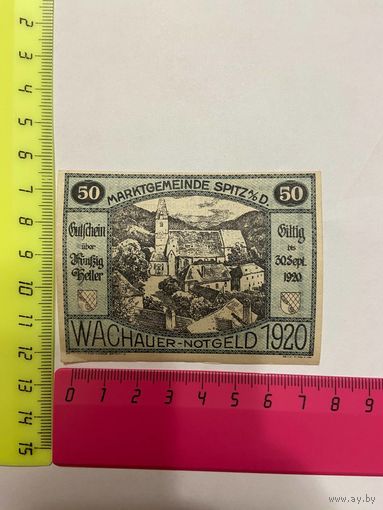 50 MARKTGEMEINDE SPITZ A/D. 50
Gutschein
über
Fünfzig
Heller
Giltig
bis
30. Sept.
1920
WACHAUER-NOTGELD 1920
2 3 4 5 6 7 8 9 10 11 12 13 14 15
0 1 2 3 4 5 6 7 8 9
www.ay.by